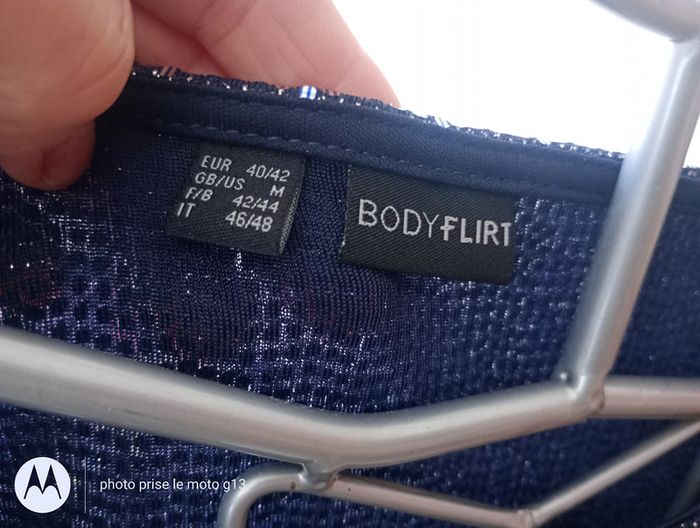 EUR 40/42
GB/US M
F/B 42/44
IT 46/48
BODYFLIRT
photo prise le moto g13